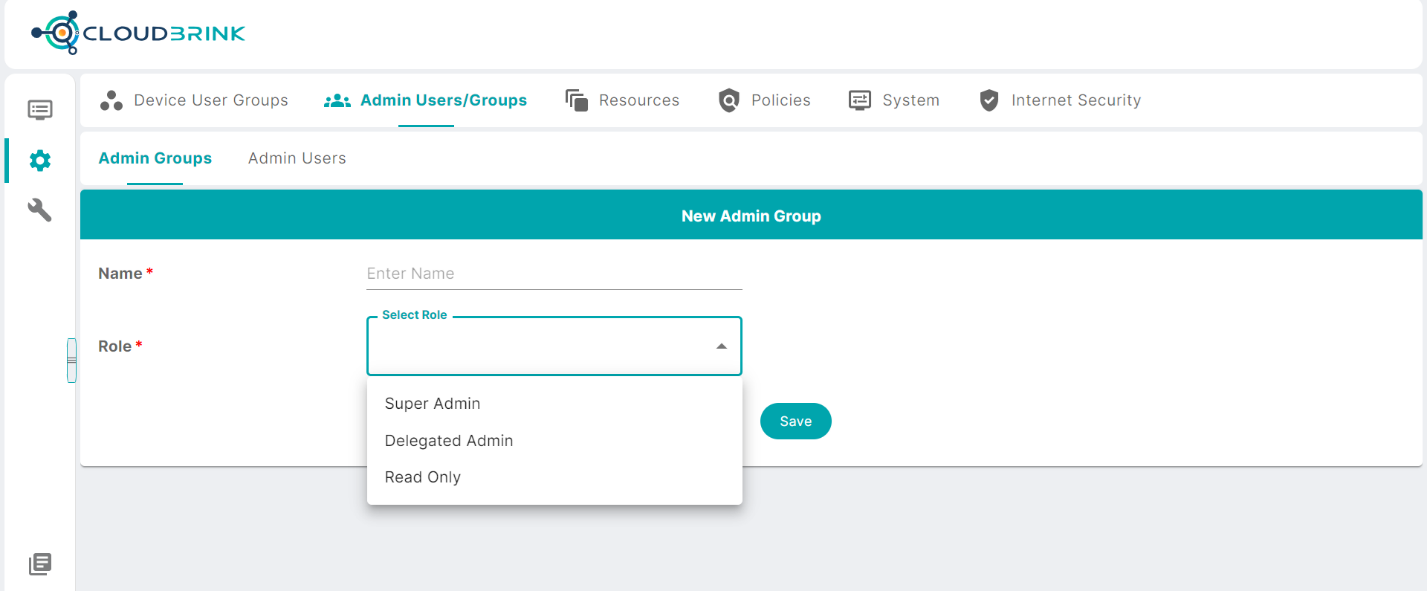 CLOUDBRINK
Device User Groups Admin Users/Groups Resources Policies System Internet Security
Admin Groups Admin Users
New Admin Group
Name * Enter Name
Select Role
Role *
Super Admin
Save
Delegated Admin
Read Only